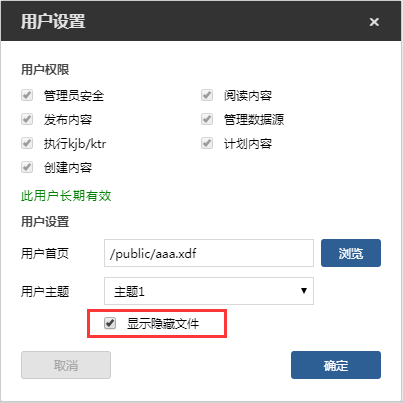 用户设置
用户权限
管理员安全 阅读内容
发布内容 管理数据源
执行kjb/ktr 计划内容
创建内容
此用户长期有效
用户设置
用户首页 /public/aaa.xdf 浏览
用户主题 主题1
显示隐藏文件
取消 确定